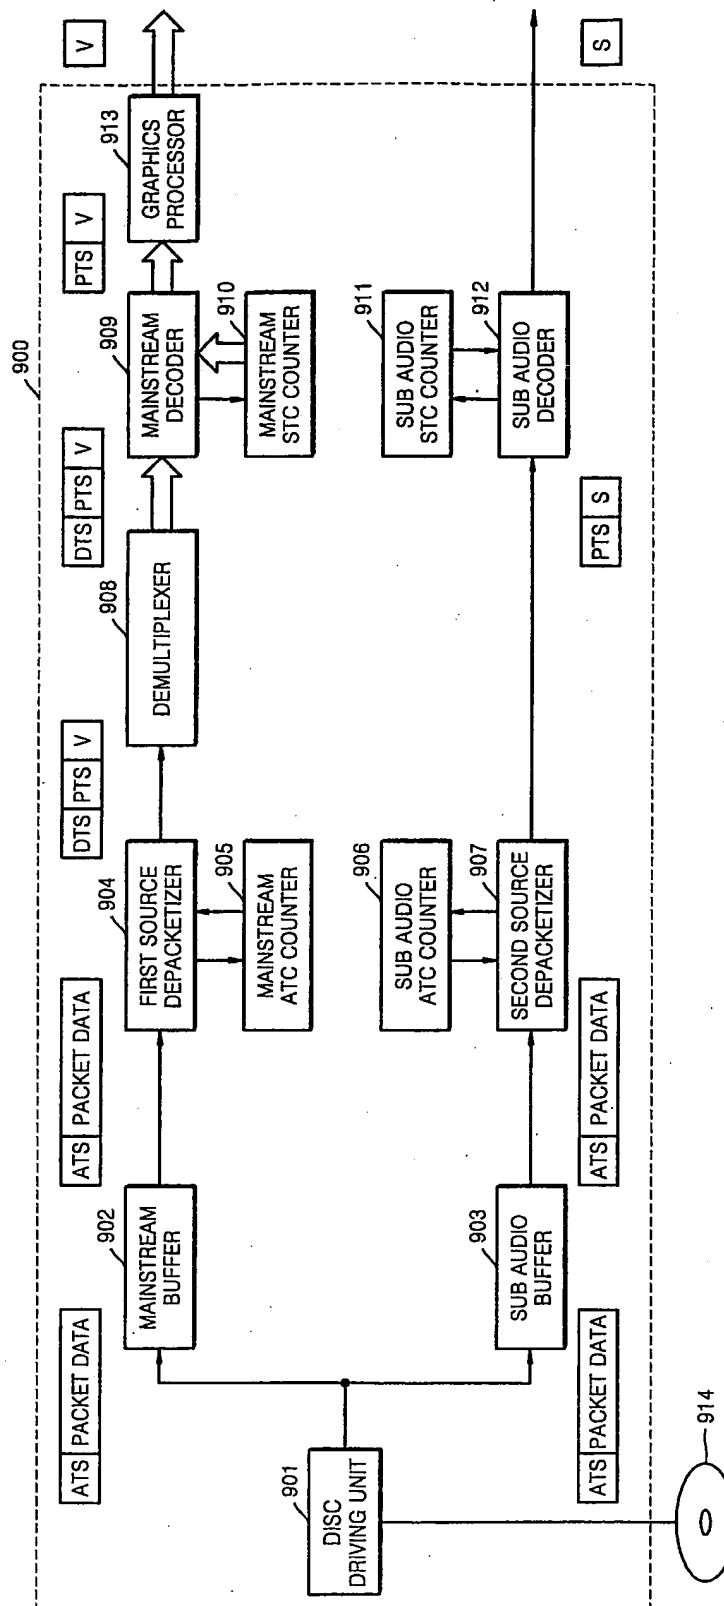 900
V
913
GRAPHICS
PROCESSOR
PTS V
909
MAINSTREAM
DECODER
910
MAINSTREAM
STC COUNTER
DTS PTS V
908
DEMULTIPLEXER
DTS PTS V
904
FIRST SOURCE
DEPACKETIZER
905
MAINSTREAM
ATC COUNTER
ATS PACKET DATA
902
MAINSTREAM
BUFFER
ATS PACKET DATA
901
DISC
DRIVING UNIT
S
911
SUB AUDIO
STC COUNTER
912
SUB AUDIO
DECODER
PTS S
906
SUB AUDIO
ATC COUNTER
907
SECOND SOURCE
DEPACKETIZER
ATS PACKET DATA
903
SUB AUDIO
BUFFER
ATS PACKET DATA
914